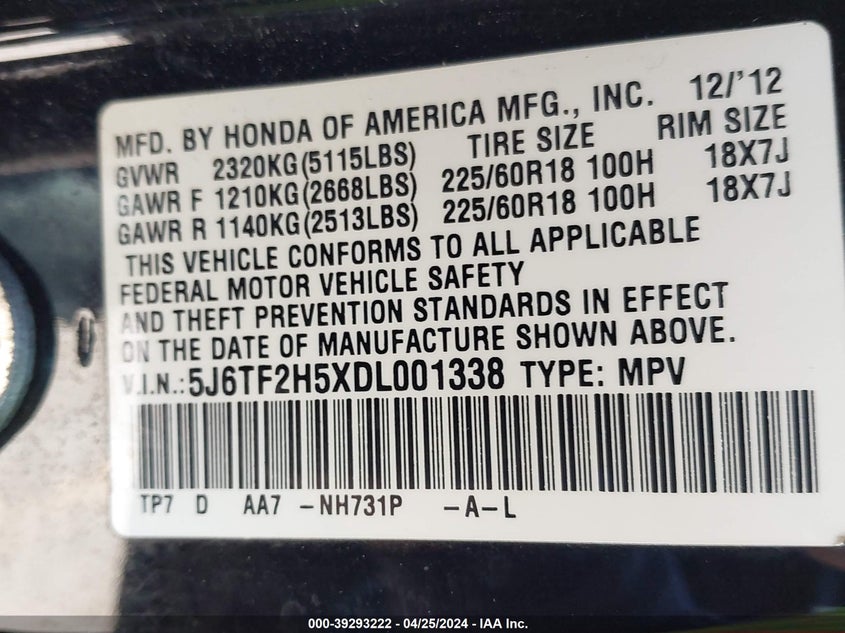 MFD. BY HONDA OF AMERICA MFG., INC. 12/'12
GVWR 2320KG(5115LBS) TIRE SIZE RIM SIZE
GAWR F 1210KG(2668LBS) 225/60R18 100H 18X7J
GAWR R 1140KG(2513LBS) 225/60R18 100H 18X7J
THIS VEHICLE CONFORMS TO ALL APPLICABLE
FEDERAL MOTOR VEHICLE SAFETY
AND THEFT PREVENTION STANDARDS IN EFFECT
ON THE DATE OF MANUFACTURE SHOWN ABOVE.
V.I.N.: 5J6TF2H5XDL001338 TYPE: MPV
TP7 D AA7 -NH731P -A-L
000-39293222 - 04/25/2024 - IAA Inc.